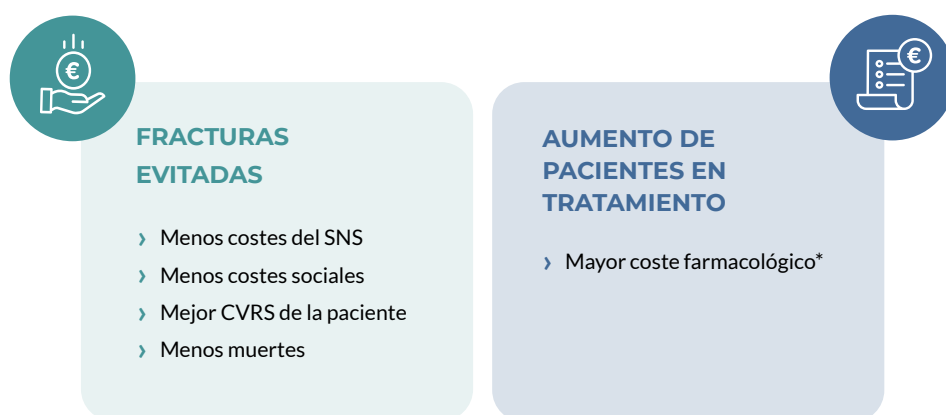 €
FRACTURAS
EVITADAS
› Menos costes del SNS
› Menos costes sociales
› Mejor CVRS de la paciente
› Menos muertes
€
AUMENTO DE
PACIENTES EN
TRATAMIENTO
› Mayor coste farmacológico*